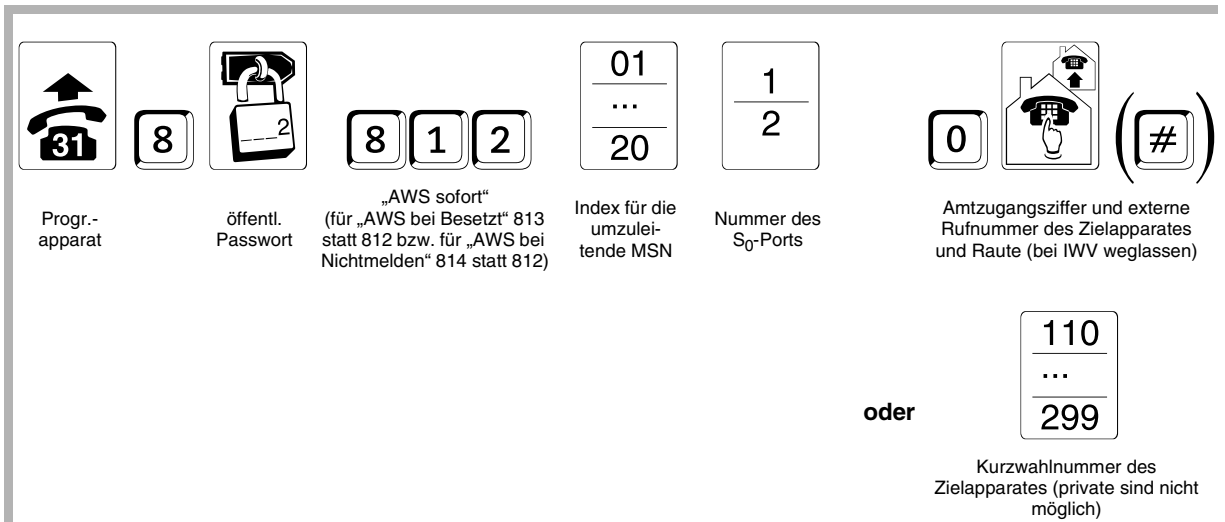 31
8
2
8 1 2
01
...
20
1
2
0
(#)
Progr.-
apparat
öffentl.
Passwort
„AWS sofort“
(für „AWS bei Besetzt“ 813
statt 812 bzw. für „AWS bei
Nichtmelden“ 814 statt 812)
Index für die
umzulei-
tende MSN
Nummer des
S0-Ports
Amtzugangsziffer und externe
Rufnummer des Zielapparates
und Raute (bei IWV weglassen)
oder
110
...
299
Kurzwahlnummer des
Zielapparates (private sind nicht
möglich)